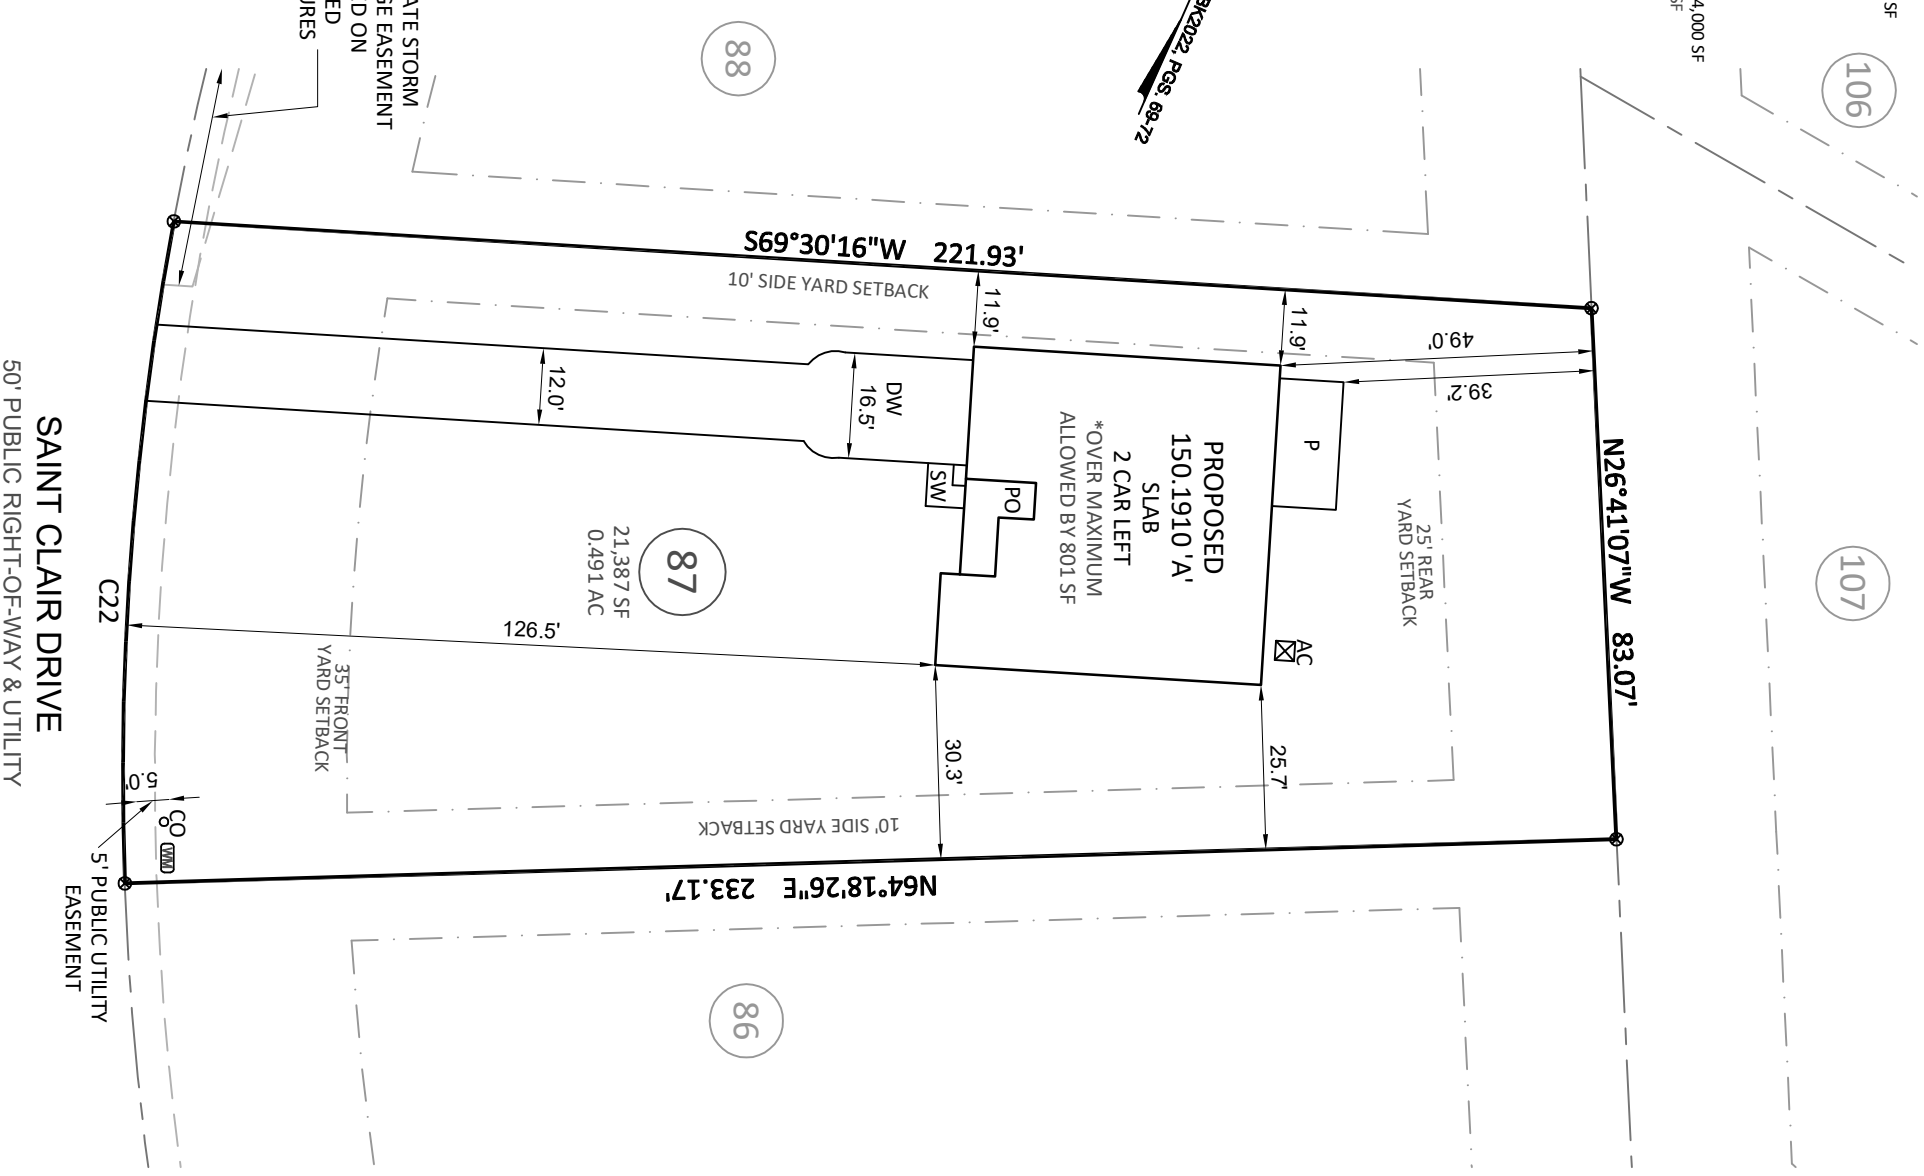 SF
4,000 SF
SF
106
BK2022, PGS. 69-72
88
ATE STORM
GE EASEMENT
D ON
ED
URES
S69°30'16"W 221.93'
10' SIDE YARD SETBACK
11.9'
11.9'
49.0'
39.2'
N26°41'07"W 83.07'
107
P
25' REAR
YARD SETBACK
PROPOSED
150.1910 'A'
SLAB
2 CAR LEFT
*OVER MAXIMUM
ALLOWED BY 801 SF
DW
16.5'
12.0'
SW
PO
AC
87
21,387 SF
0.491 AC
126.5'
30.3'
25.7'
35' FRONT
YARD SETBACK
10' SIDE YARD SETBACK
N64°18'26"E 233.17'
5.0'
CO
WM
5' PUBLIC UTILITY
EASEMENT
C22
SAINT CLAIR DRIVE
50' PUBLIC RIGHT-OF-WAY & UTILITY
86